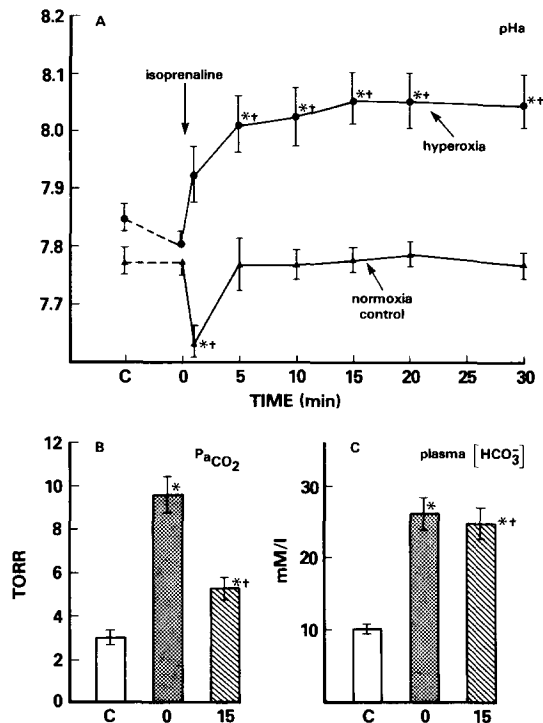 A
pHa
8.2
isoprenaline
8.1
*† *† *† *† *†
8.0
hyperoxia
7.9
7.8
normoxia
control
7.7
*†
C 0 5 10 15 20 25 30
TIME (min)
B
PaCO2
C
plasma [HCO3-]
12
10
8
6
4
2
0
TORR
*
*†
C 0 15
30
20
10
mM/l
*
*†
C 0 15